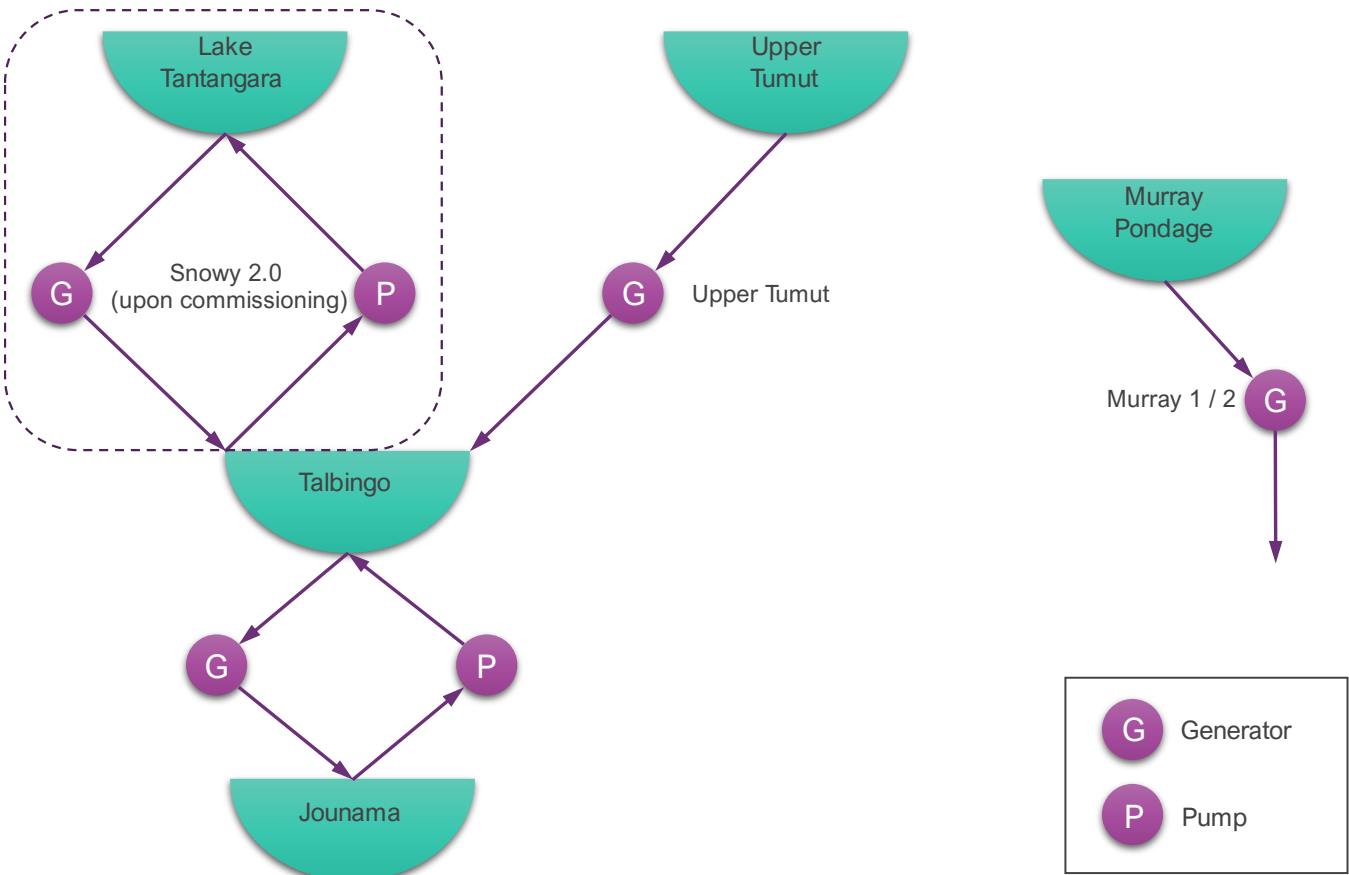 Lake
Tantangara
Upper
Tumut
Murray
Pondage
G
Snowy 2.0
(upon commissioning)
P
G
Upper Tumut
Murray 1 / 2
G
Talbingo
G
P
Jounama
G
Generator
P
Pump